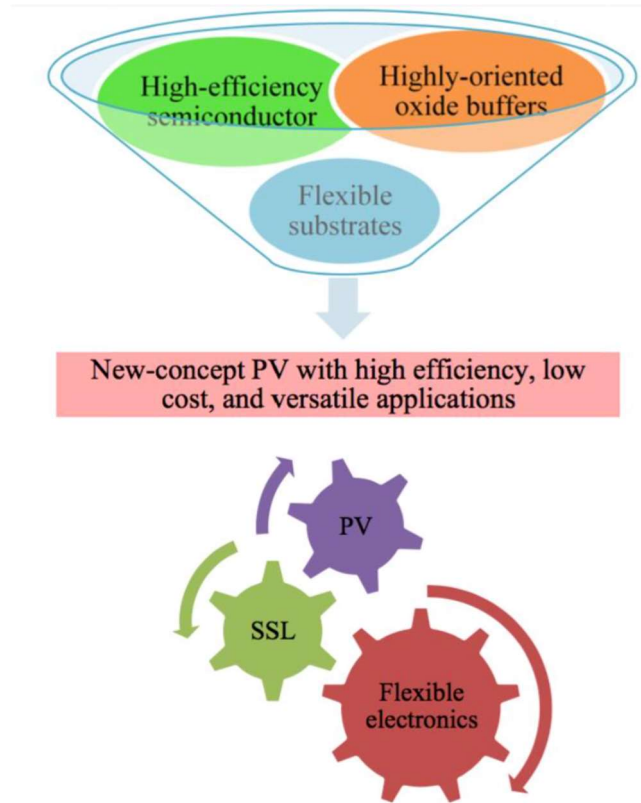 High-efficiency
semiconductor
Highly-oriented
oxide buffers
Flexible
substrates
New-concept PV with high efficiency, low
cost, and versatile applications
PV
SSL
Flexible
electronics